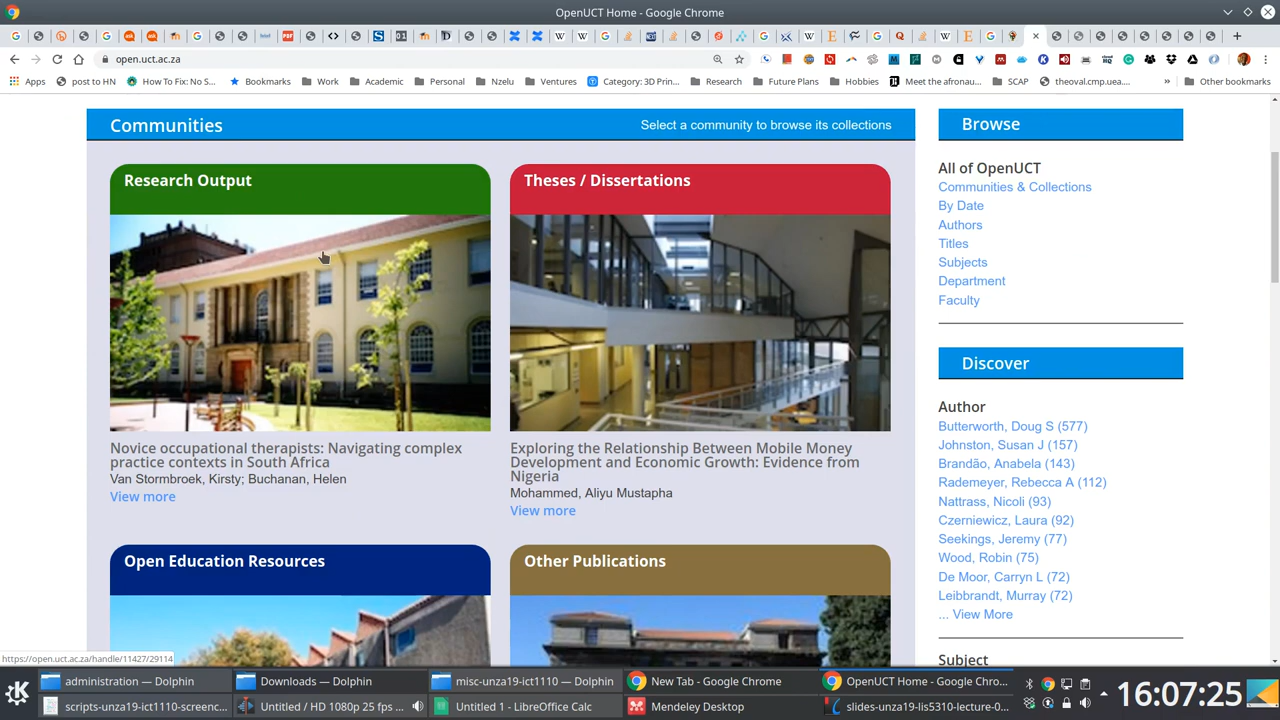 OpenUCT Home - Google Chrome
open.uct.ac.za
Apps
post to HN
How To Fix: No S...
Bookmarks
Work
Academic
Personal
Nzelu
Ventures
Category: 3D Prin...
Research
Future Plans
Hobbies
Meet the afronau...
SCAP
theoval.cmp.uea....
»
Other bookmarks
Communities
Select a community to browse its collections
Research Output
Theses / Dissertations
Novice occupational therapists: Navigating complex
practice contexts in South Africa
Van Stormbroek, Kirsty; Buchanan, Helen
View more
Exploring the Relationship Between Mobile Money
Development and Economic Growth: Evidence from
Nigeria
Mohammed, Aliyu Mustapha
View more
Open Education Resources
Other Publications
Browse
All of OpenUCT
Communities & Collections
By Date
Authors
Titles
Subjects
Department
Faculty
Discover
Author
Butterworth, Doug S (577)
Johnston, Susan J (157)
Brandão, Anabela (143)
Rademeyer, Rebecca A (112)
Nattrass, Nicoli (93)
Czerniewicz, Laura (92)
Seekings, Jeremy (77)
Wood, Robin (75)
De Moor, Carryn L (72)
Leibbrandt, Murray (72)
... View More
Subject
https://open.uct.ac.za/handle/11427/29114
administration — Dolphin
Downloads — Dolphin
misc-unza19-ict1110 — Dolphin
New Tab - Google Chrome
OpenUCT Home - Google Chro...
scripts-unza19-ict1110-screenc...
Untitled / HD 1080p 25 fps ...
Untitled 1 - LibreOffice Calc
Mendeley Desktop
slides-unza19-lis5310-lecture-0...
16:07:25